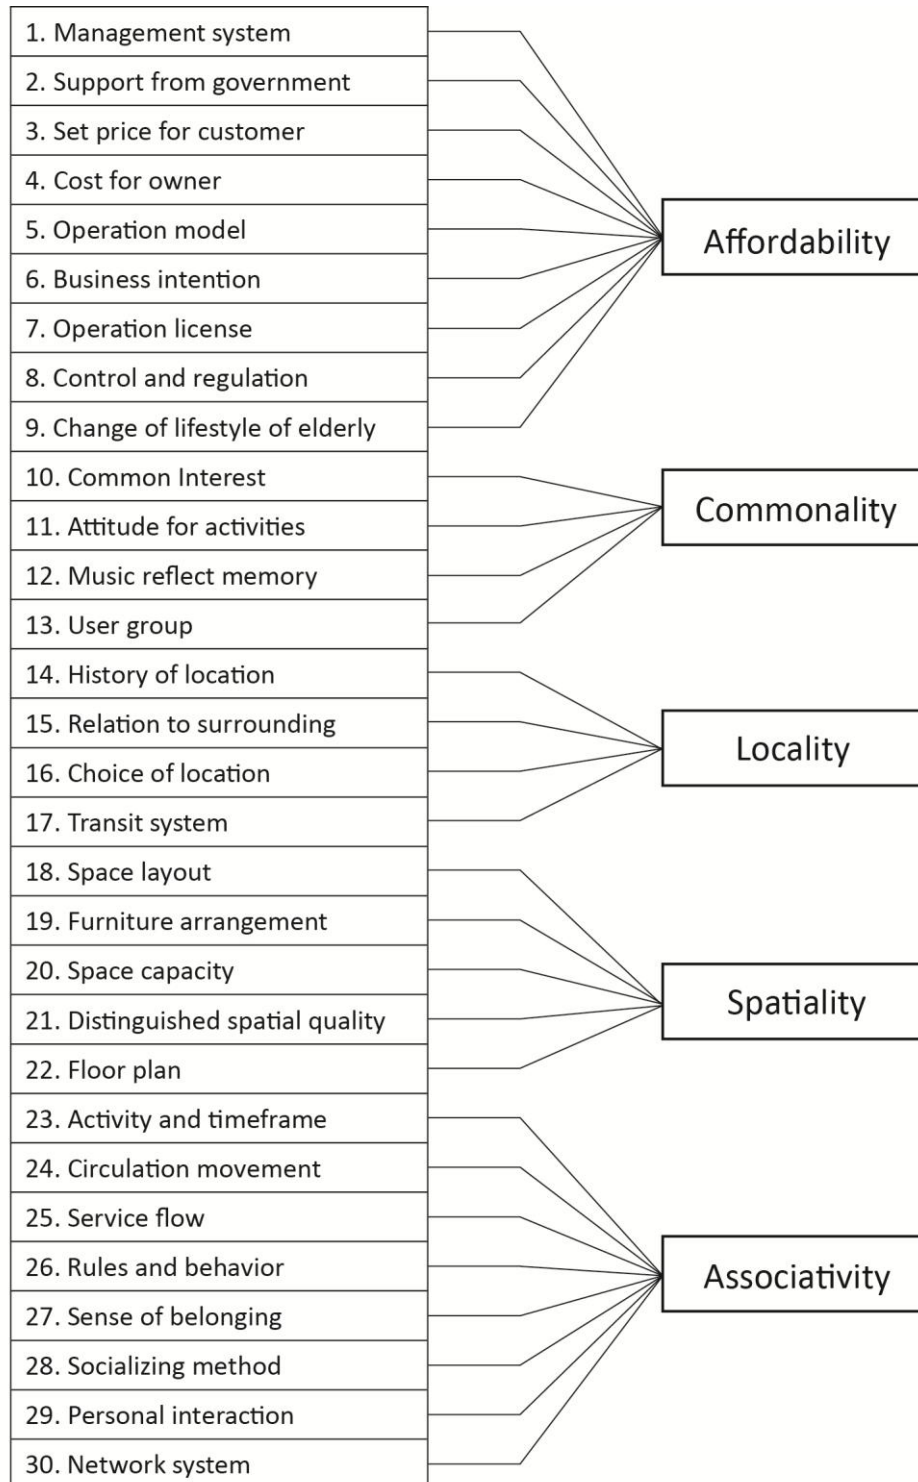 1. Management system
2. Support from government
3. Set price for customer
4. Cost for owner
5. Operation model
6. Business intention
7. Operation license
8. Control and regulation
9. Change of lifestyle of elderly
10. Common Interest
11. Attitude for activities
12. Music reflect memory
13. User group
14. History of location
15. Relation to surrounding
16. Choice of location
17. Transit system
18. Space layout
19. Furniture arrangement
20. Space capacity
21. Distinguished spatial quality
22. Floor plan
23. Activity and timeframe
24. Circulation movement
25. Service flow
26. Rules and behavior
27. Sense of belonging
28. Socializing method
29. Personal interaction
30. Network system
Affordability
Commonality
Locality
Spatiality
Associativity